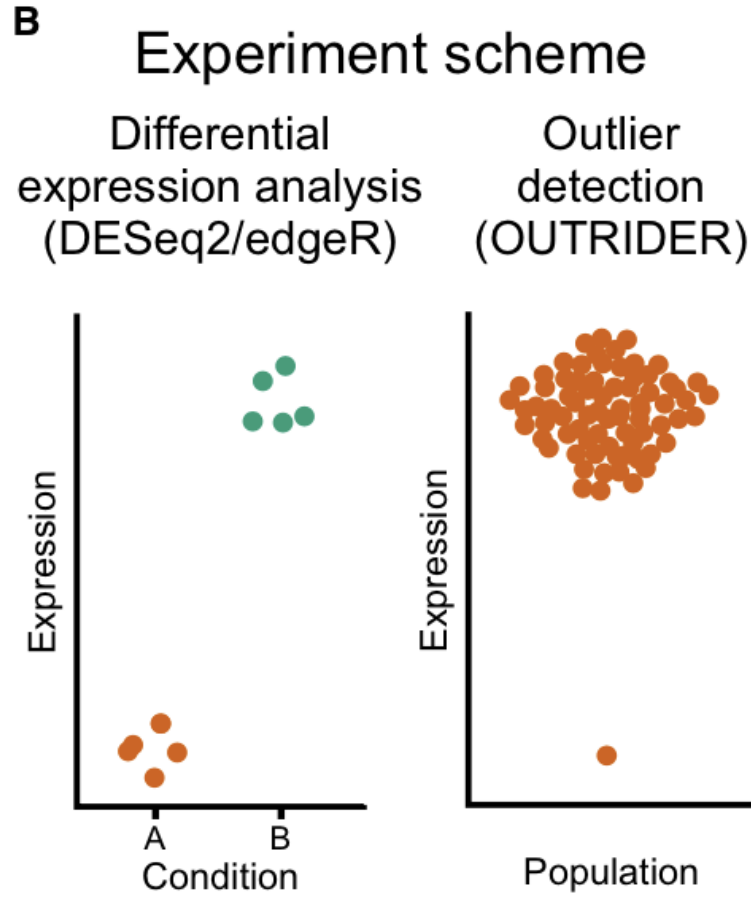 B
Experiment scheme
Differential
expression analysis
(DESeq2/edgeR)
Expression
A
B
Condition
Outlier
detection
(OUTRIDER)
Expression
Population